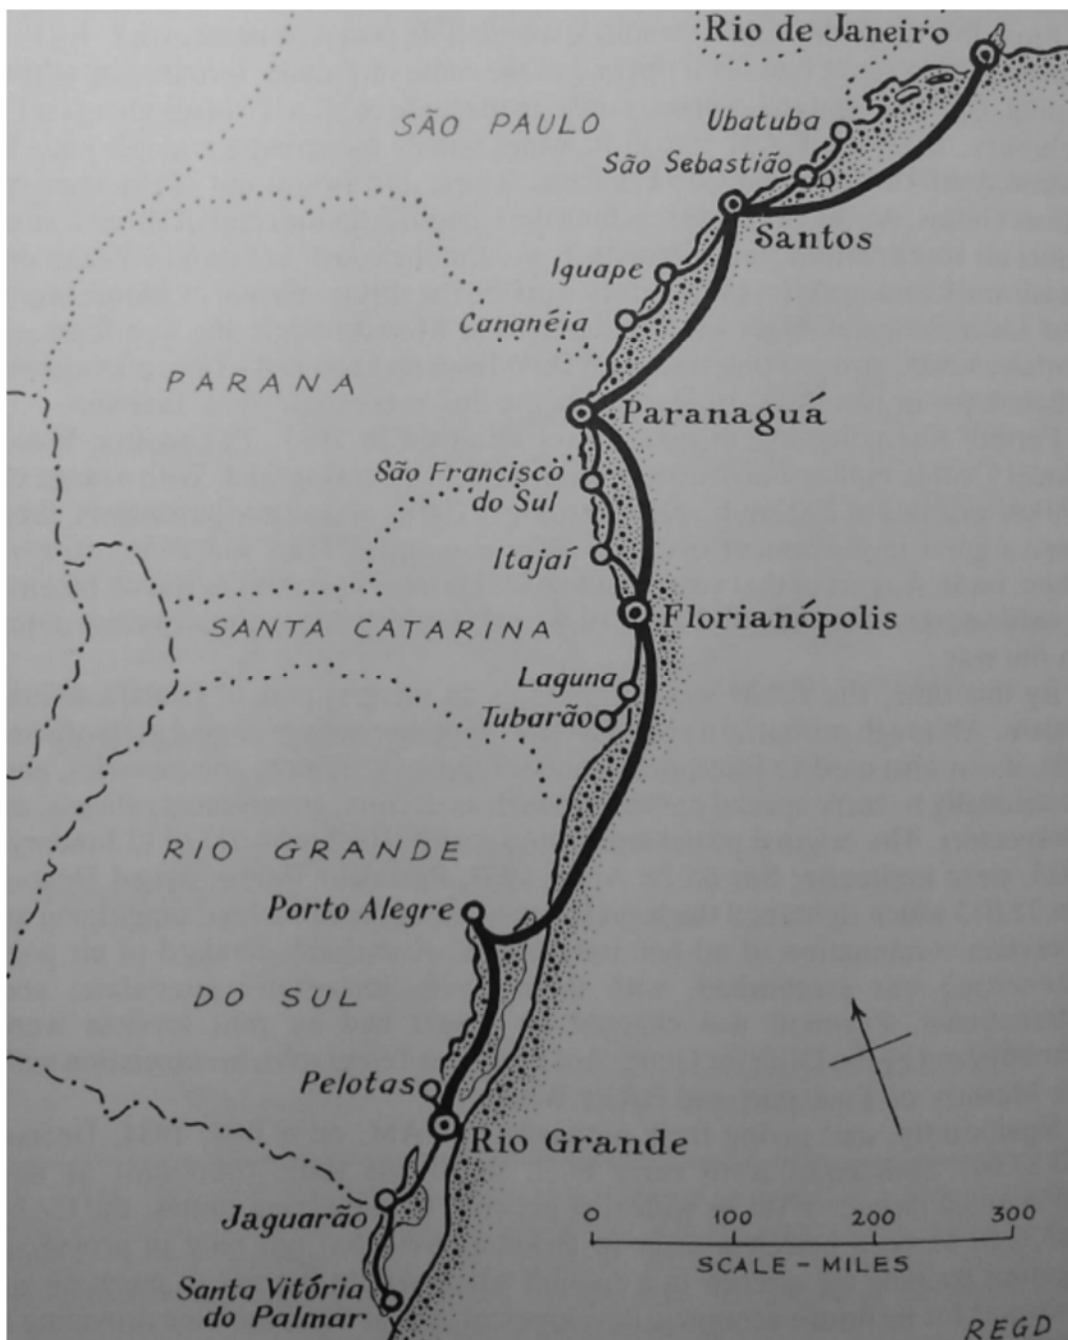 Rio de Janeiro
SÃO PAULO
Ubatuba
São Sebastião
Santos
Iguape
Cananéia
PARANA
Paranaguá
São Francisco
do Sul
Itajaí
SANTA CATARINA
Florianópolis
Laguna
Tubarão
RIO GRANDE
Porto Alegre
DO SUL
Pelotas
Rio Grande
Jaguarão
0 100 200 300
SCALE - MILES
Santa Vitória
do Palmar
REGD